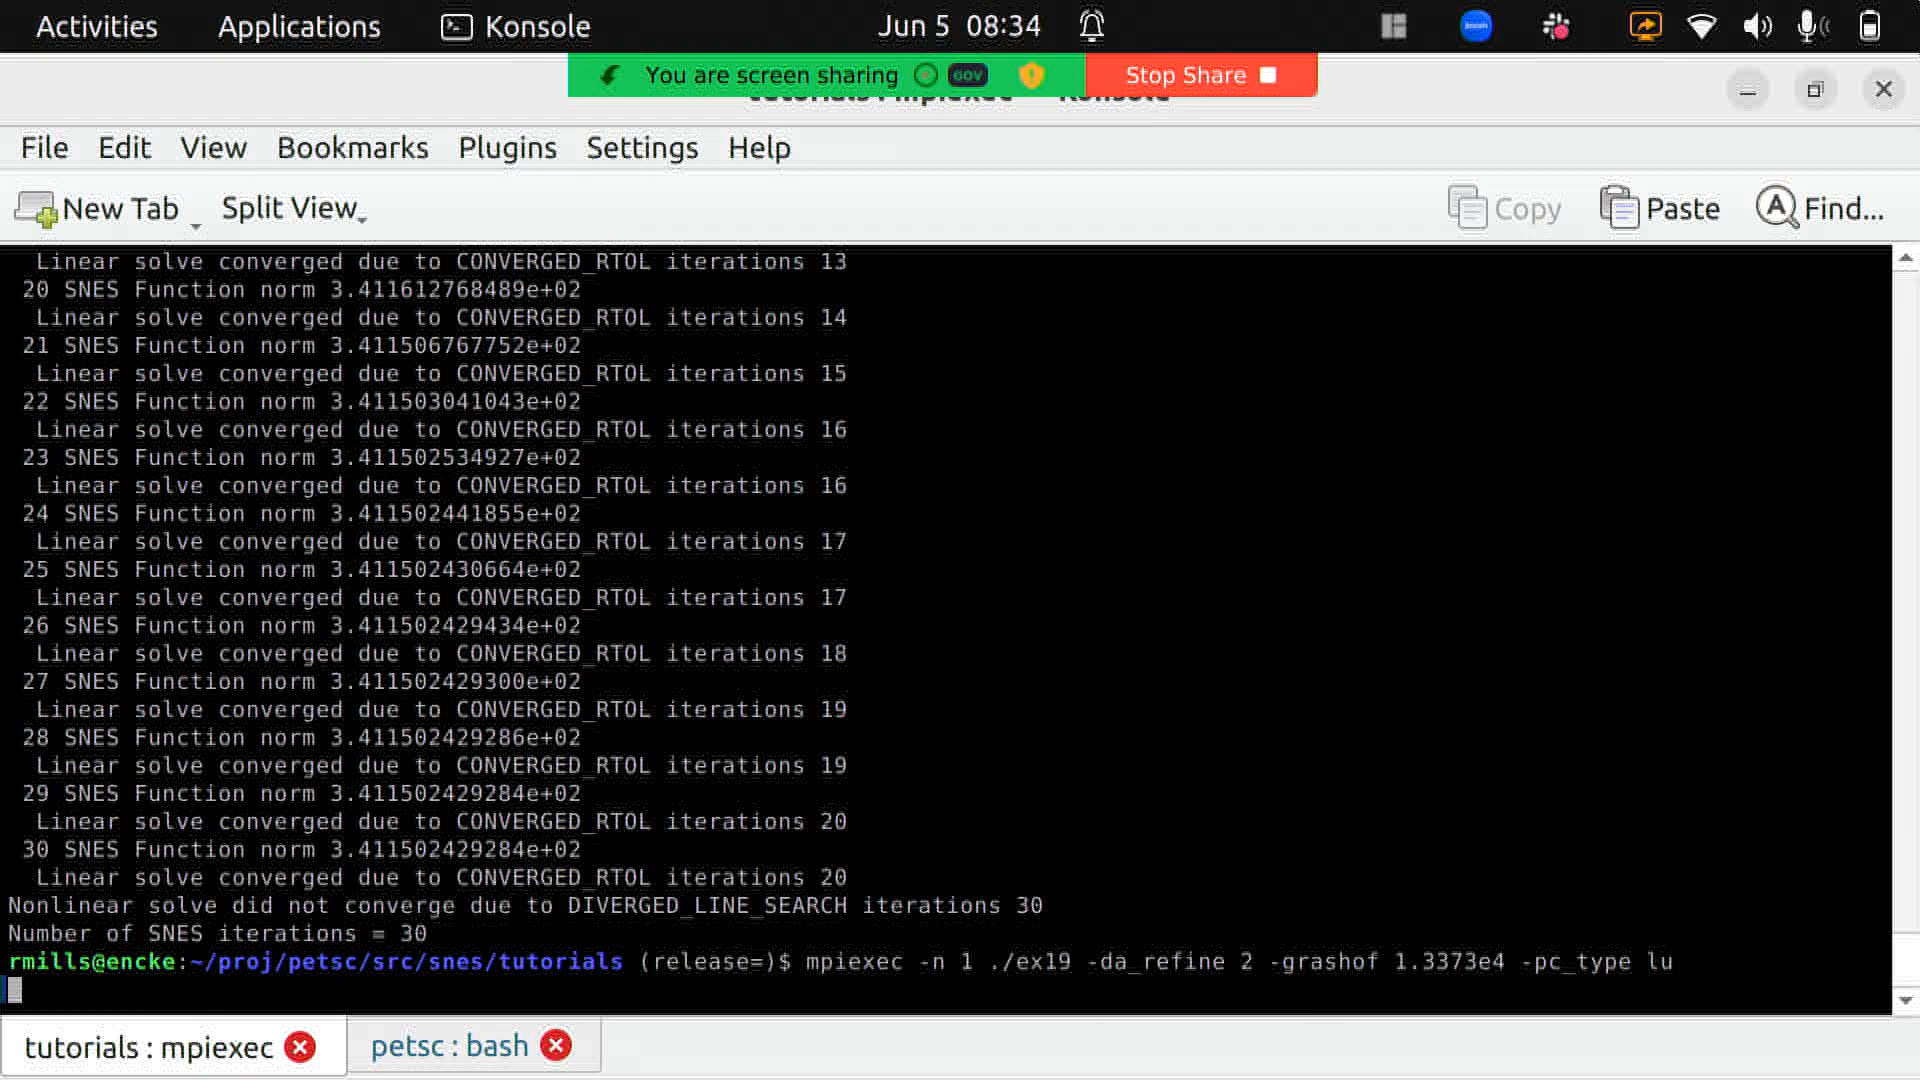 Activities Applications Konsole Jun 5 08:34 zoom
You are screen sharing GOV Stop Share
File Edit View Bookmarks Plugins Settings Help
New Tab Split View Copy Paste Find...
Linear solve converged due to CONVERGED_RTOL iterations 13
20 SNES Function norm 3.411612768489e+02
Linear solve converged due to CONVERGED_RTOL iterations 14
21 SNES Function norm 3.411506767752e+02
Linear solve converged due to CONVERGED_RTOL iterations 15
22 SNES Function norm 3.411503041043e+02
Linear solve converged due to CONVERGED_RTOL iterations 16
23 SNES Function norm 3.411502534927e+02
Linear solve converged due to CONVERGED_RTOL iterations 16
24 SNES Function norm 3.411502441855e+02
Linear solve converged due to CONVERGED_RTOL iterations 17
25 SNES Function norm 3.411502430664e+02
Linear solve converged due to CONVERGED_RTOL iterations 17
26 SNES Function norm 3.411502429434e+02
Linear solve converged due to CONVERGED_RTOL iterations 18
27 SNES Function norm 3.411502429300e+02
Linear solve converged due to CONVERGED_RTOL iterations 19
28 SNES Function norm 3.411502429286e+02
Linear solve converged due to CONVERGED_RTOL iterations 19
29 SNES Function norm 3.411502429284e+02
Linear solve converged due to CONVERGED_RTOL iterations 20
30 SNES Function norm 3.411502429284e+02
Linear solve converged due to CONVERGED_RTOL iterations 20
Nonlinear solve did not converge due to DIVERGED_LINE_SEARCH iterations 30
Number of SNES iterations = 30
rmills@encke:~/proj/petsc/src/snes/tutorials (release=)$ mpiexec -n 1 ./ex19 -da_refine 2 -grashof 1.3373e4 -pc_type lu
tutorials : mpiexec petsc : bash